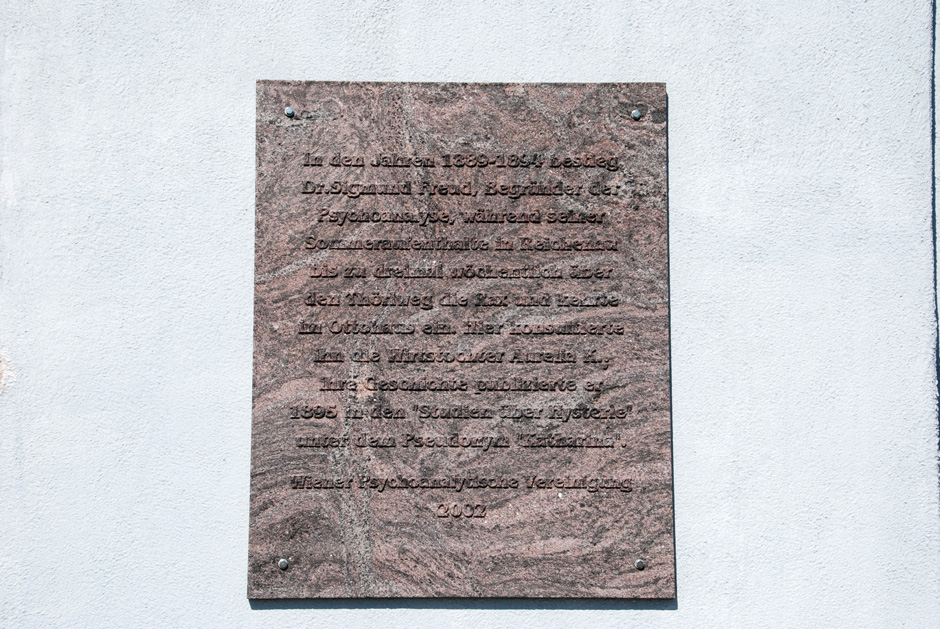 In den Jahren 1889-1894 bestieg
Dr.Sigmund Freud, Begründer der
Psychoanalyse, während seiner
Sommeraufenthalte in Reichenau
bis zu dreimal wöchentlich über
den Thörlweg die Rax und kehrte
im Ottohaus ein. Hier konsultierte
ihn die Wirtstochter Aurelia K.,
ihre Geschichte publizierte er
1895 in den "Studien über Hysterie"
unter dem Pseudonym "Katharina".
Wiener Psychoanalytische Vereinigung
2002